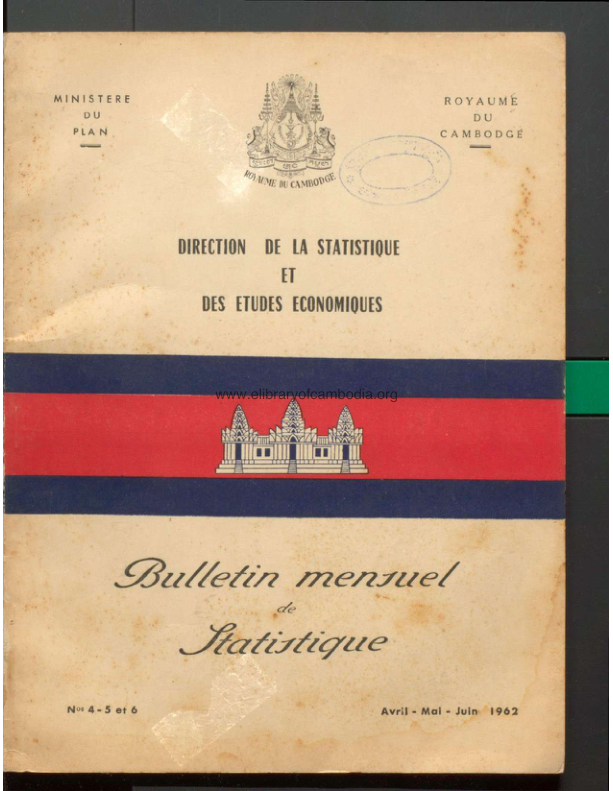 MINISTERE
DU
PLAN
ROYAUME
DU
CAMBODGE
ROYAUME DU CAMBODGE
DIRECTION DE LA STATISTIQUE
ET
DES ETUDES ECONOMIQUES
www.elibraryofcambodia.org
Bulletin mensuel
de
Statistique
Nos 4-5 et 6
Avril - Mai - Juin 1962